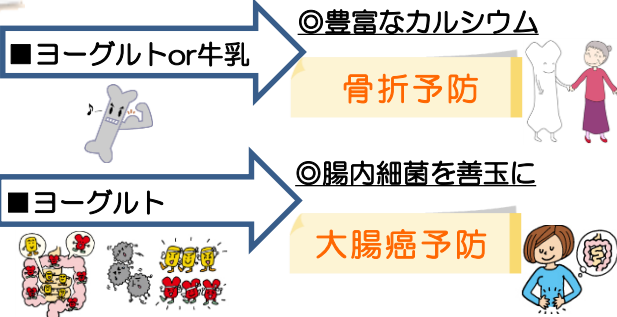 ◎豊富なカルシウム
■ヨーグルトor牛乳
骨折予防
♪
◎腸内細菌を善玉に
■ヨーグルト
大腸癌予防